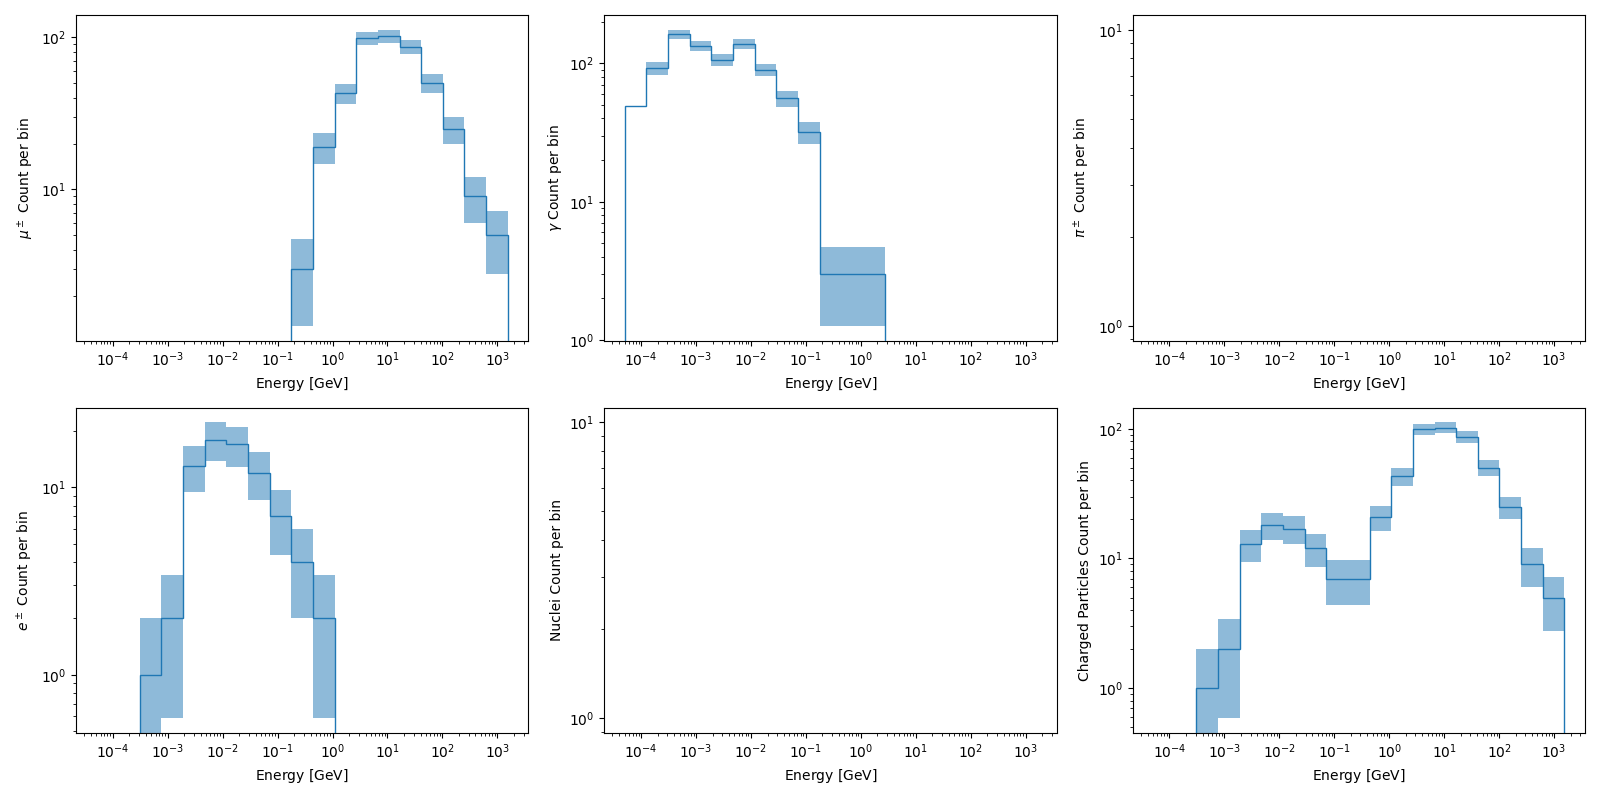 μ± Count per bin
10² 10¹
10⁻⁴ 10⁻³ 10⁻² 10⁻¹ 10⁰ 10¹ 10² 10³
Energy [GeV]
γ Count per bin
10² 10¹ 10⁰
10⁻⁴ 10⁻³ 10⁻² 10⁻¹ 10⁰ 10¹ 10² 10³
Energy [GeV]
π± Count per bin
10¹ 10⁰
10⁻⁴ 10⁻³ 10⁻² 10⁻¹ 10⁰ 10¹ 10² 10³
Energy [GeV]
e± Count per bin
10¹ 10⁰
10⁻⁴ 10⁻³ 10⁻² 10⁻¹ 10⁰ 10¹ 10² 10³
Energy [GeV]
Nuclei Count per bin
10¹ 10⁰
10⁻⁴ 10⁻³ 10⁻² 10⁻¹ 10⁰ 10¹ 10² 10³
Energy [GeV]
Charged Particles Count per bin
10² 10¹ 10⁰
10⁻⁴ 10⁻³ 10⁻² 10⁻¹ 10⁰ 10¹ 10² 10³
Energy [GeV]